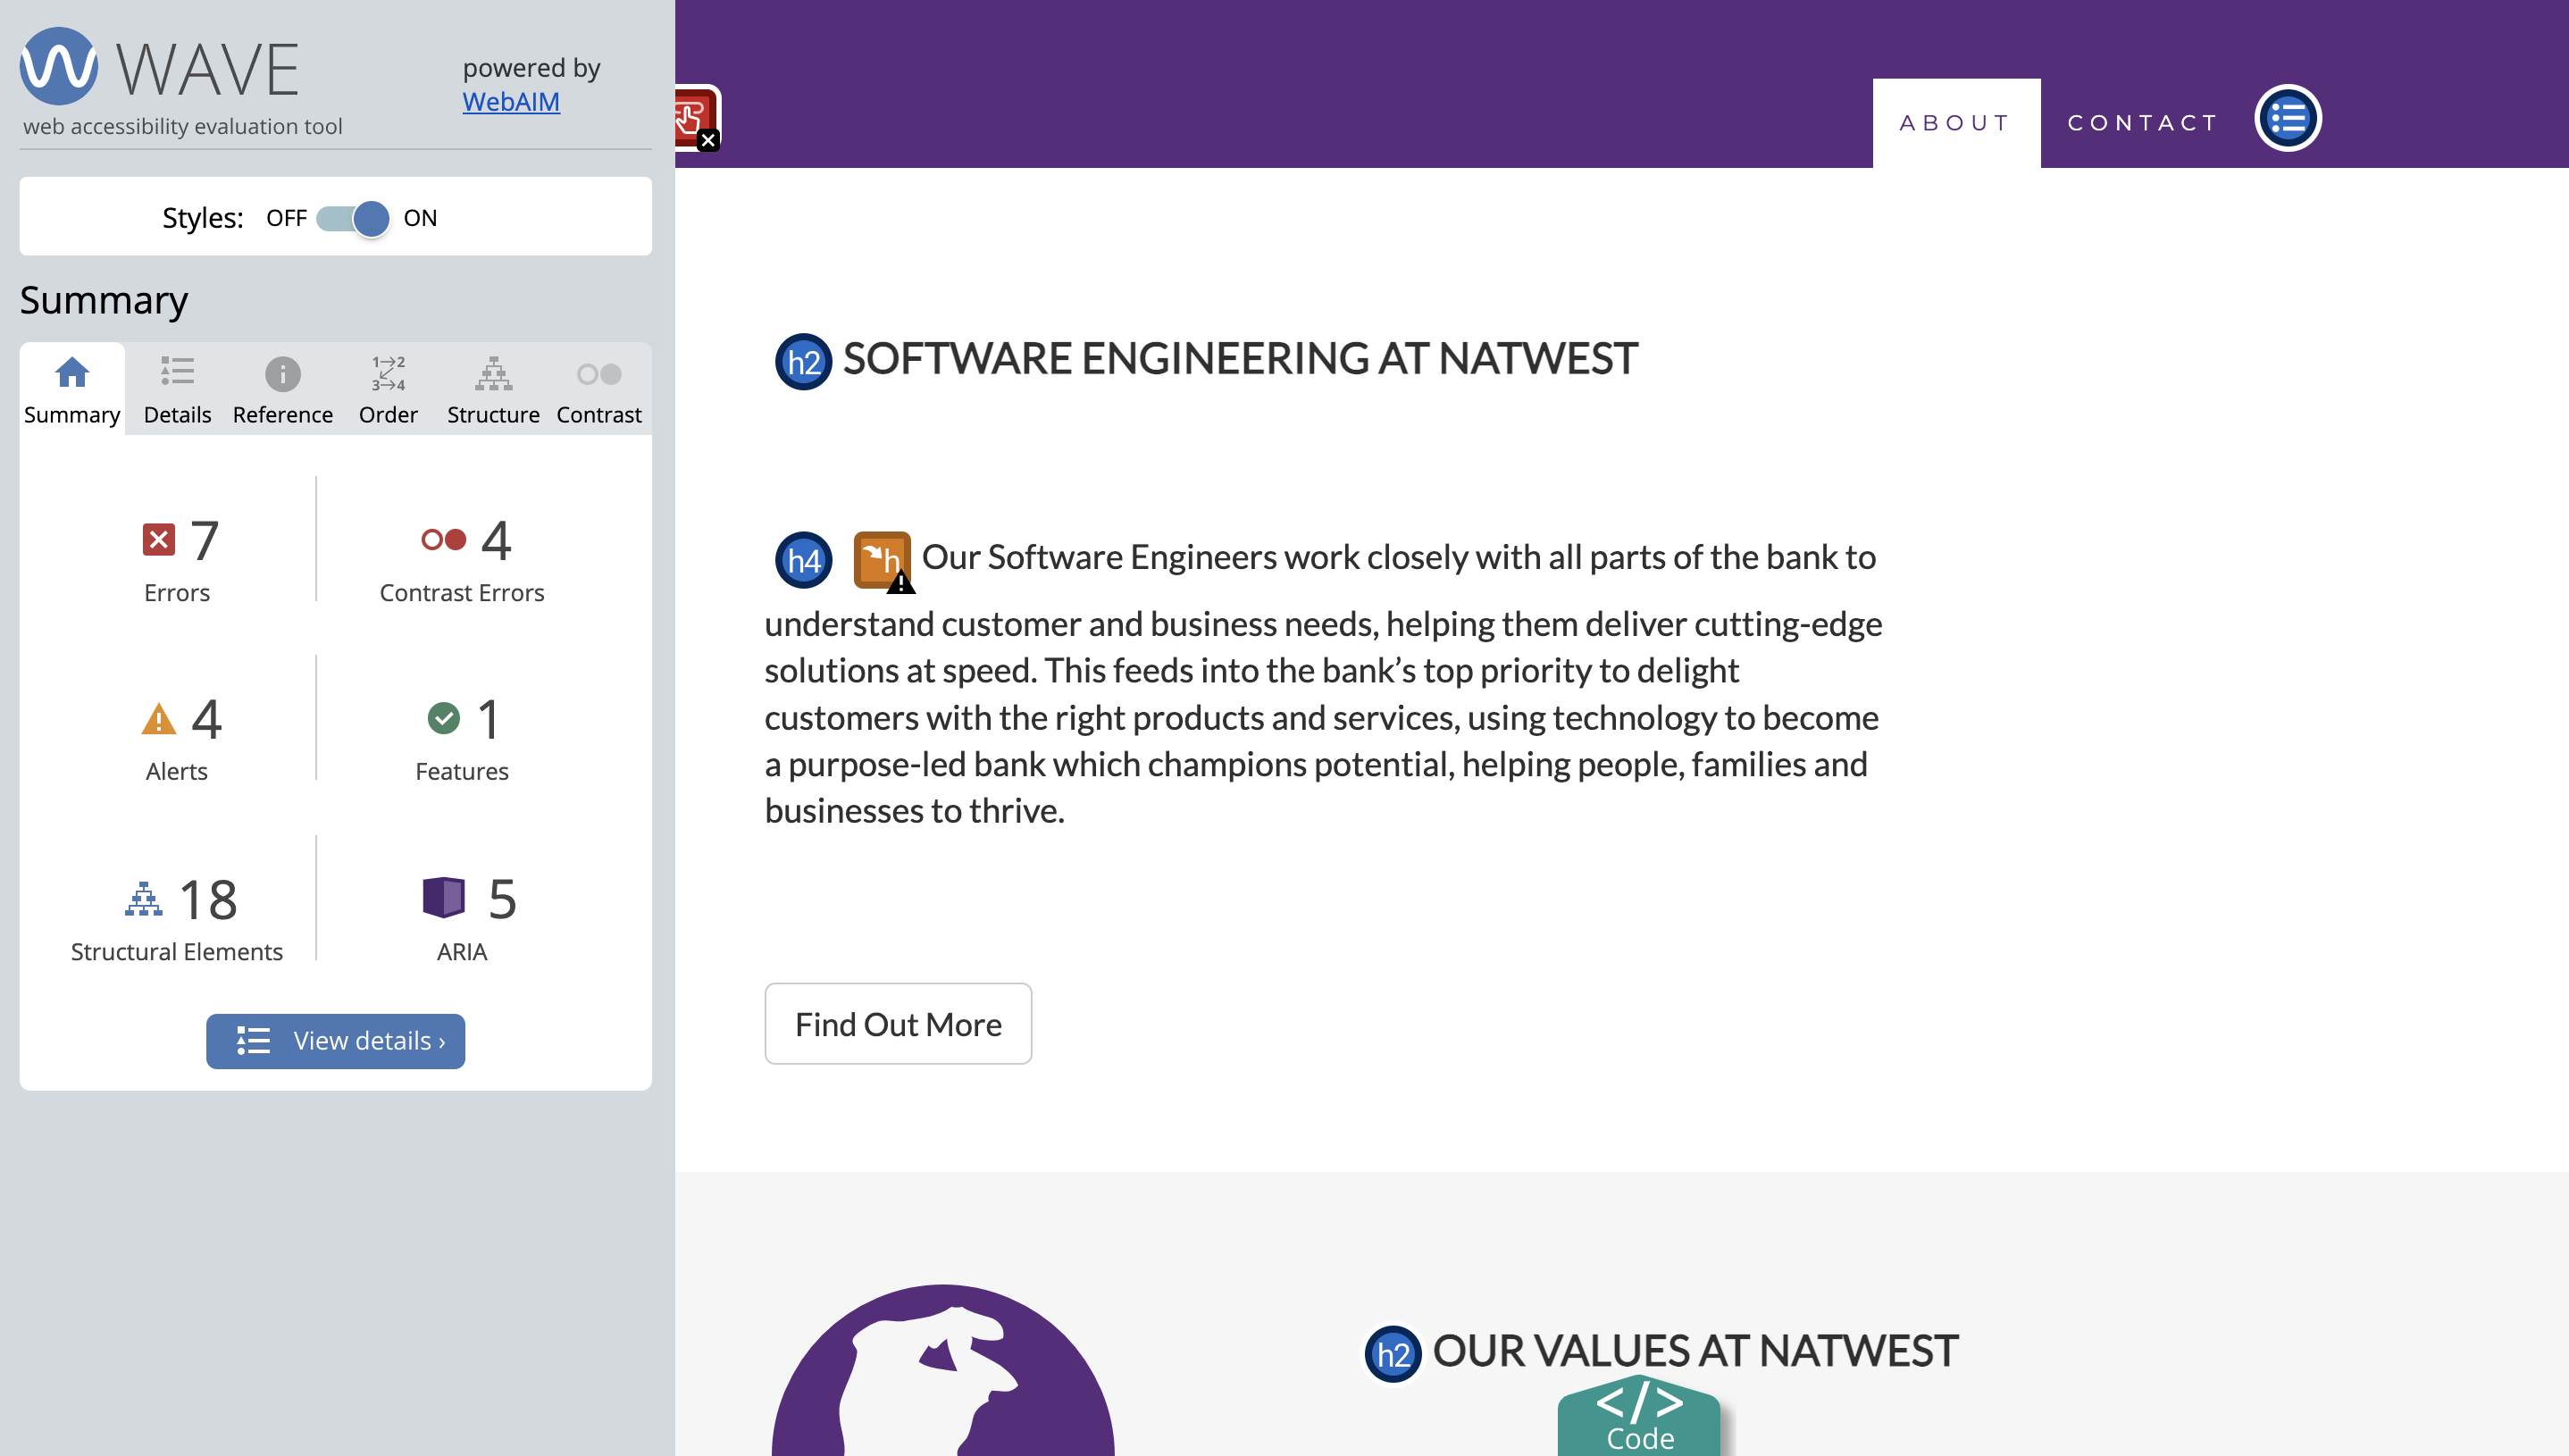 WAVE
powered by
WebAIM
web accessibility evaluation tool
Styles: OFF ON
Summary
1→2
3→4
Summary Details Reference Order Structure Contrast
7 4
Errors Contrast Errors
4 1
Alerts Features
18 5
Structural Elements ARIA
View details ›
ABOUT CONTACT
h2 SOFTWARE ENGINEERING AT NATWEST
h4 h Our Software Engineers work closely with all parts of the bank to
understand customer and business needs, helping them deliver cutting-edge
solutions at speed. This feeds into the bank’s top priority to delight
customers with the right products and services, using technology to become
a purpose-led bank which champions potential, helping people, families and
businesses to thrive.
Find Out More
h2 OUR VALUES AT NATWEST
</>
Code